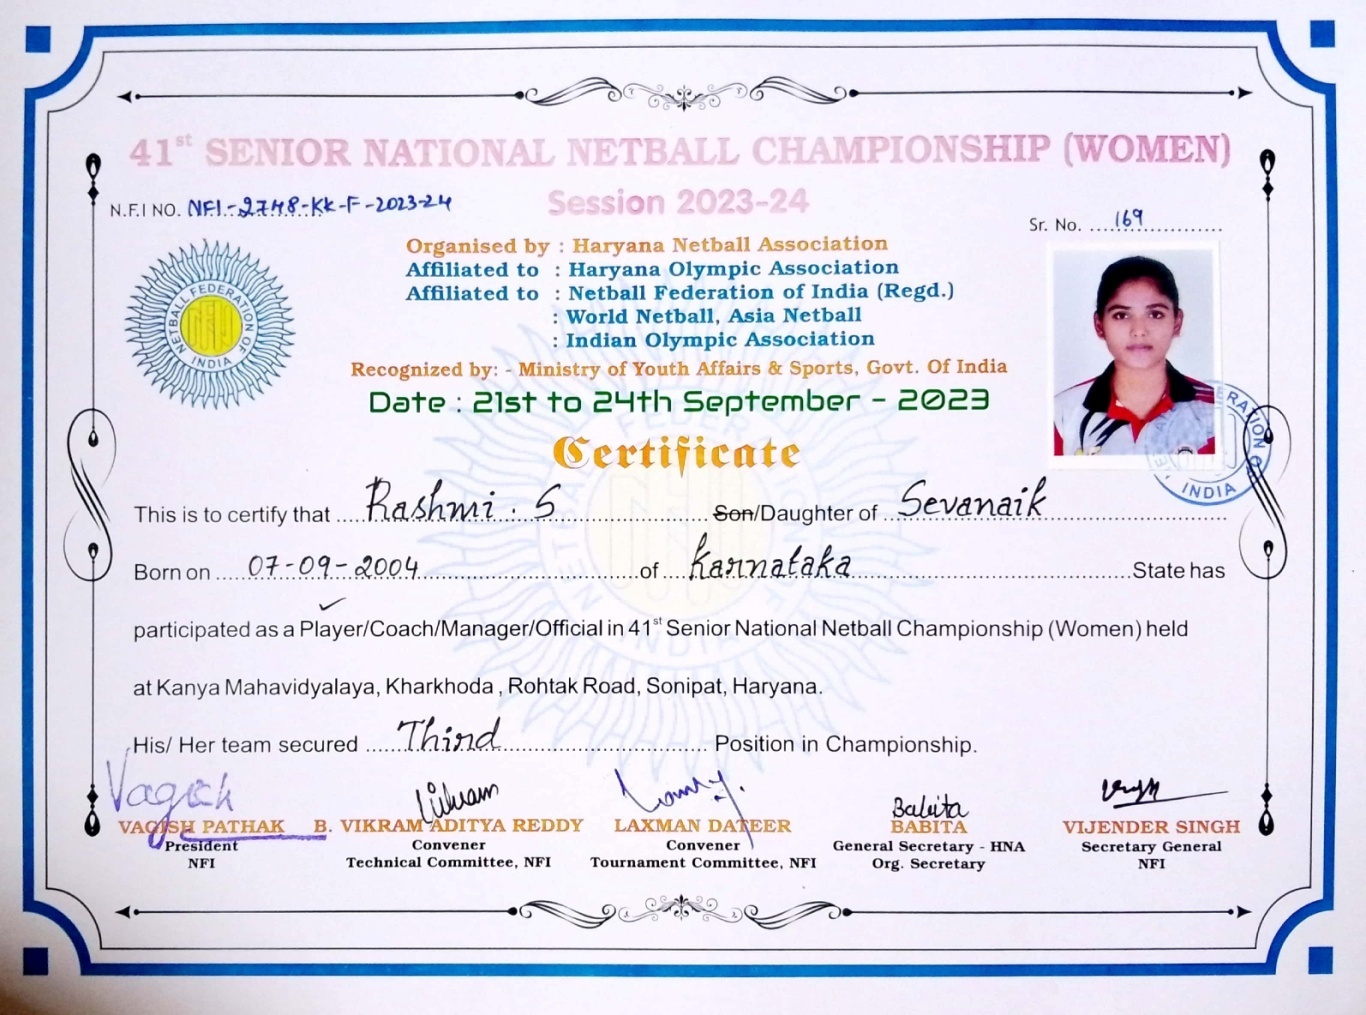 41st SENIOR NATIONAL NETBALL CHAMPIONSHIP (WOMEN)
Session 2023-24
N.F.I NO. NFI-2748-KK-F-2023-24
Sr. No. 169
Organised by : Haryana Netball Association
Affiliated to : Haryana Olympic Association
Affiliated to : Netball Federation of India (Regd.)
: World Netball, Asia Netball
: Indian Olympic Association
Recognized by: - Ministry of Youth Affairs & Sports, Govt. Of India
Date : 21st to 24th September - 2023
NETBALL FEDERATION OF INDIA
Certificate
This is to certify that Rashmi . S Son/Daughter of Sevanaik
Born on 07-09-2004 of Karnataka State has
participated as a Player/Coach/Manager/Official in 41st Senior National Netball Championship (Women) held
at Kanya Mahavidyalaya, Kharkhoda , Rohtak Road, Sonipat, Haryana.
His/ Her team secured Third Position in Championship.
Vagish
Babita
VAGISH PATHAK B. VIKRAM ADITYA REDDY LAXMAN DATEER BABITA VIJENDER SINGH
President Convener Convener General Secretary - HNA Secretary General
NFI Technical Committee, NFI Tournament Committee, NFI Org. Secretary NFI